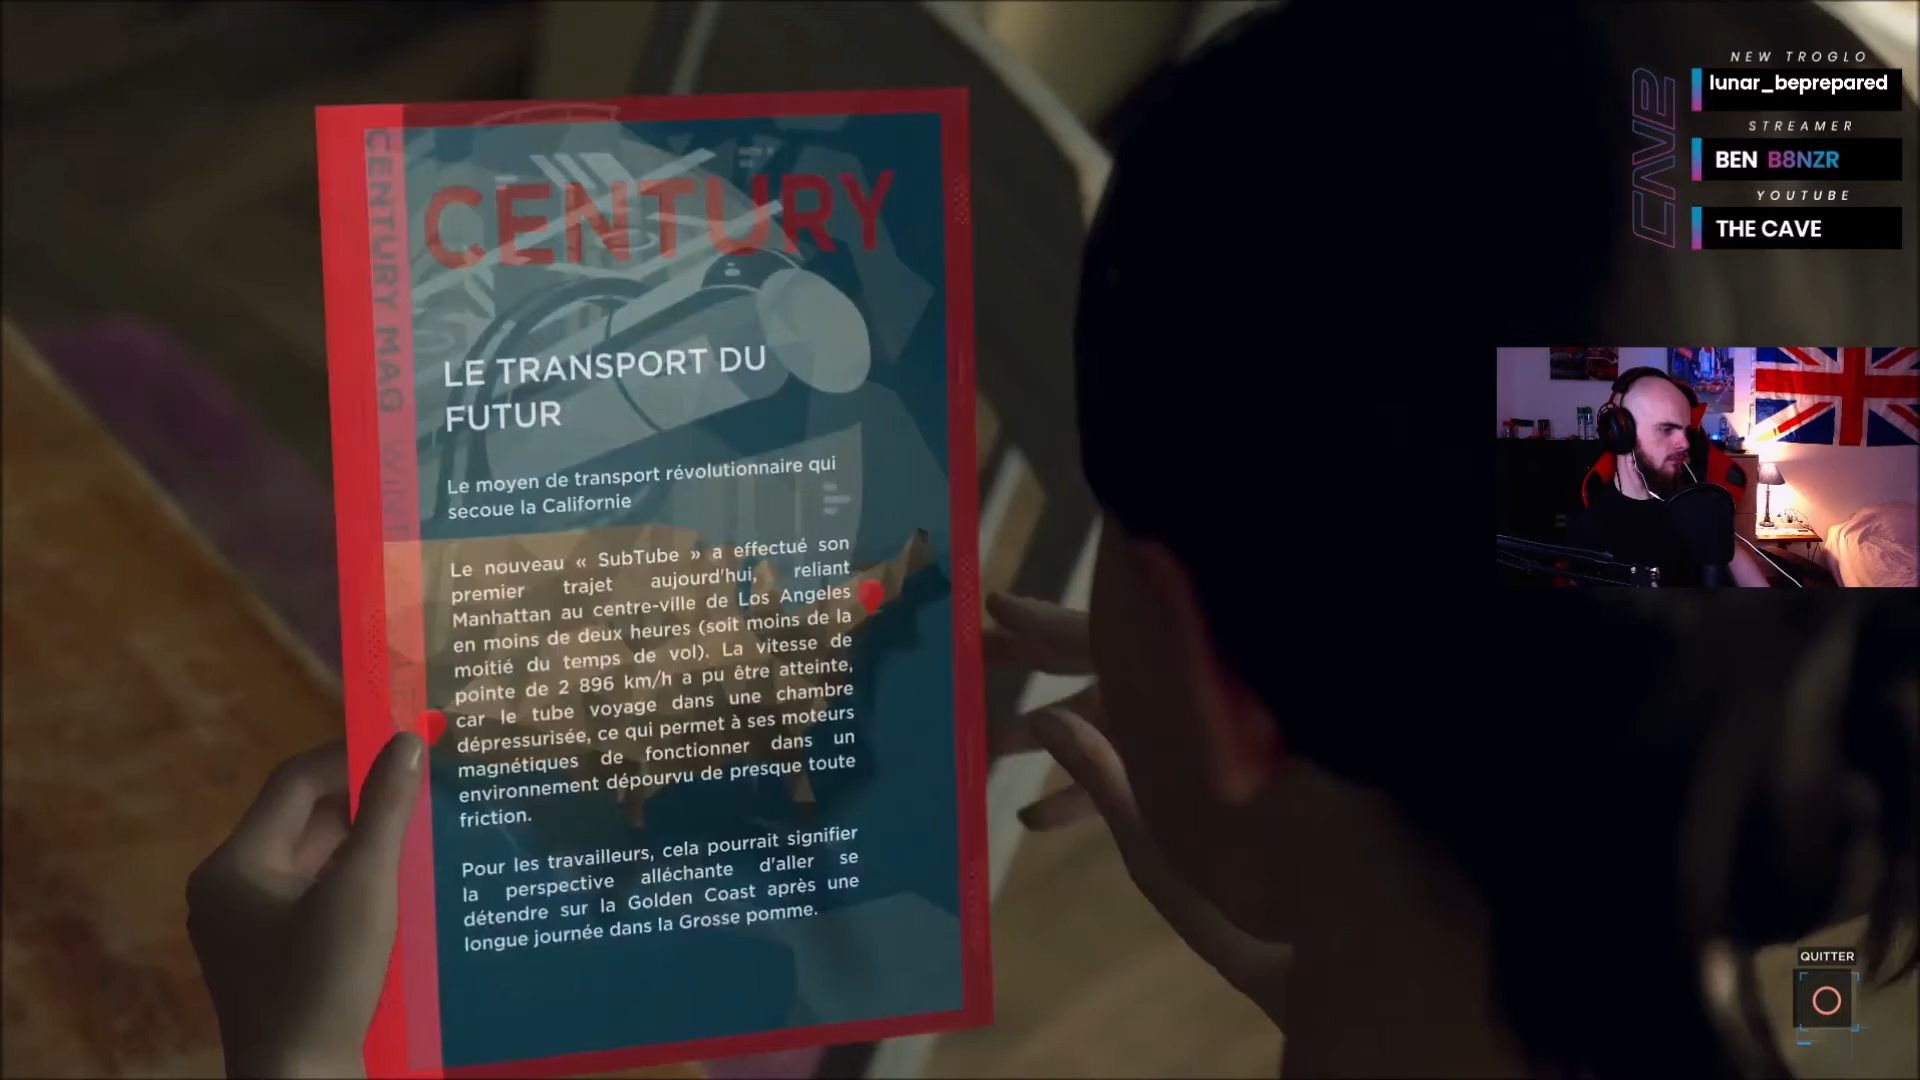 NEW TROGLO
lunar_beprepared
STREAMER
BEN B8NZR
YOUTUBE
THE CAVE
CAVE
CENTURY MAG
CENTURY
LE TRANSPORT DU
FUTUR
Le moyen de transport révolutionnaire qui
secoue la Californie
Le nouveau « SubTube » a effectué son
premier trajet aujourd'hui, reliant
Manhattan au centre-ville de Los Angeles
en moins de deux heures (soit moins de la
moitié du temps de vol). La vitesse de
pointe de 2 896 km/h a pu être atteinte,
car le tube voyage dans une chambre
dépressurisée, ce qui permet à ses moteurs
magnétiques de fonctionner dans un
environnement dépourvu de presque toute
friction.
Pour les travailleurs, cela pourrait signifier
la perspective alléchante d'aller se
détendre sur la Golden Coast après une
longue journée dans la Grosse pomme.
QUITTER